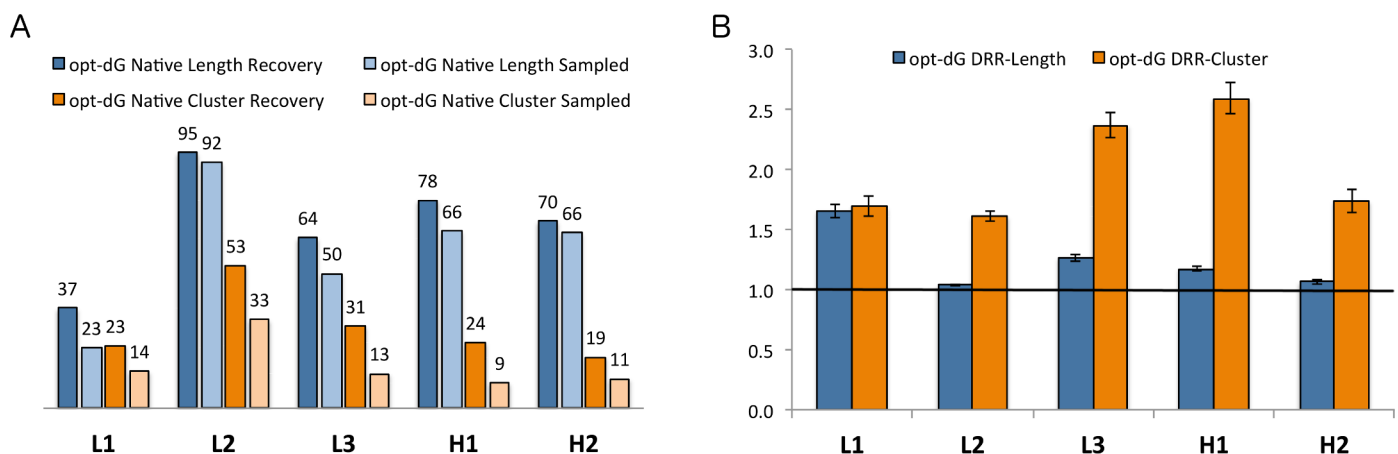 A
opt-dG Native Length Recovery
opt-dG Native Length Sampled
opt-dG Native Cluster Recovery
opt-dG Native Cluster Sampled
37
23
23
14
95
92
53
33
64
50
31
13
78
66
24
9
70
66
19
11
L1
L2
L3
H1
H2
B
opt-dG DRR-Length
opt-dG DRR-Cluster
3.0
2.5
2.0
1.5
1.0
0.5
0.0
L1
L2
L3
H1
H2